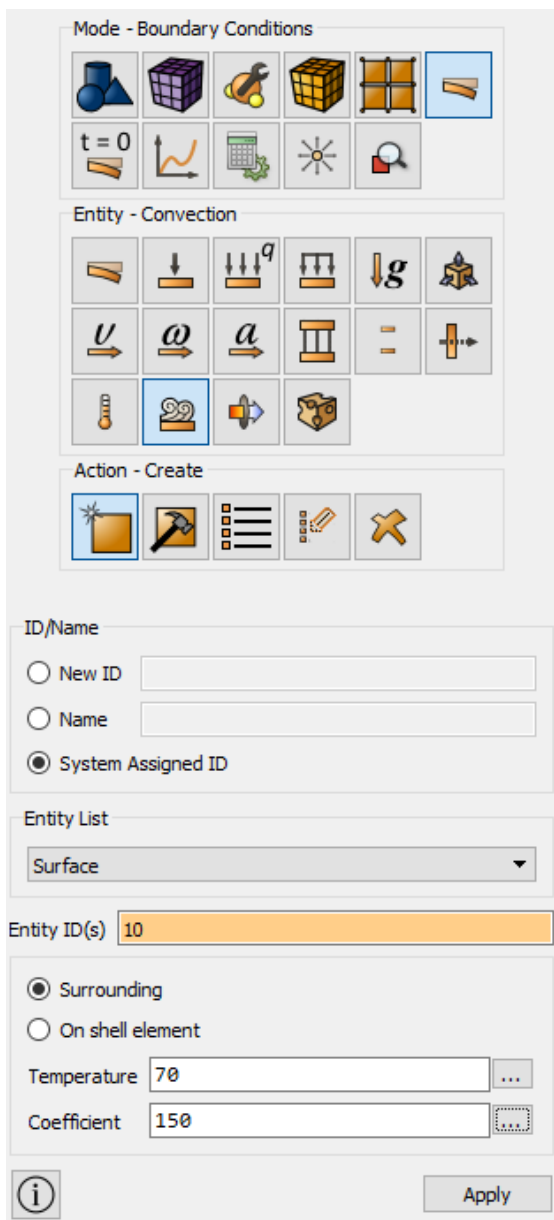 Mode - Boundary Conditions
t = 0
Entity - Convection
q
g
υ
ω
a
Action - Create
ID/Name
New ID
Name
System Assigned ID
Entity List
Surface
Entity ID(s) 10
Surrounding
On shell element
Temperature 70 ...
Coefficient 150 ...
i Apply